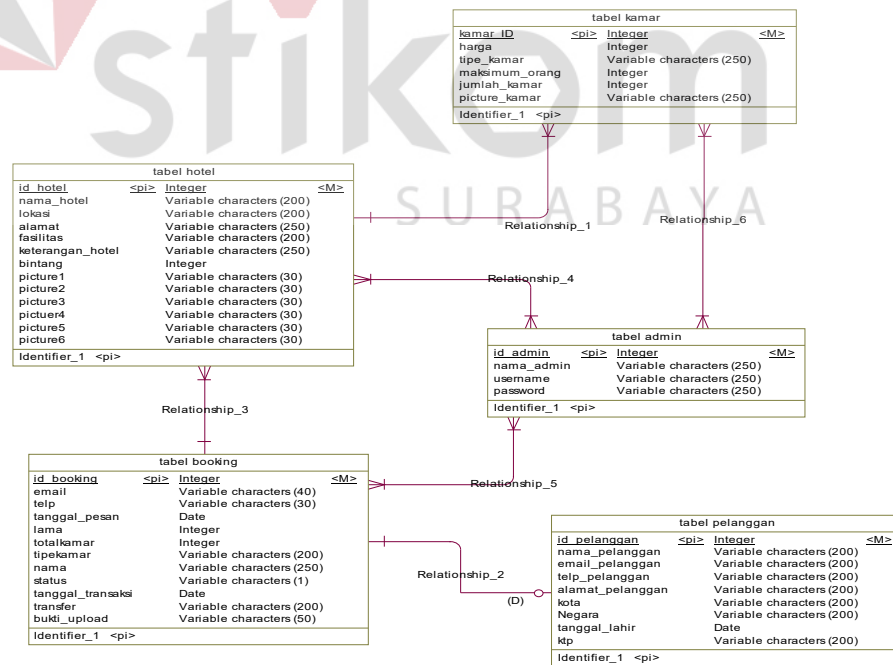 stikom
SURABAYA
tabel kamar
kamar_ID <pi> Integer <M>
harga Integer
tipe_kamar Variable characters (250)
maksimum_orang Integer
jumlah_kamar Integer
picture_kamar Variable characters (250)
Identifier_1 <pi>
tabel hotel
id_hotel <pi> Integer <M>
nama_hotel Variable characters (200)
lokasi Variable characters (200)
alamat Variable characters (250)
fasilitas Variable characters (200)
keterangan_hotel Variable characters (250)
bintang Integer
picture1 Variable characters (30)
picture2 Variable characters (30)
picture3 Variable characters (30)
pictuer4 Variable characters (30)
picture5 Variable characters (30)
picture6 Variable characters (30)
Identifier_1 <pi>
Relationship_1
Relationship_6
Relationship_4
tabel admin
id_admin <pi> Integer <M>
nama_admin Variable characters (250)
username Variable characters (250)
password Variable characters (250)
Identifier_1 <pi>
Relationship_3
tabel booking
id_booking <pi> Integer <M>
email Variable characters (40)
telp Variable characters (30)
tanggal_pesan Date
lama Integer
totalkamar Integer
tipekamar Variable characters (200)
nama Variable characters (250)
status Variable characters (1)
tanggal_transaksi Date
transfer Variable characters (200)
bukti_upload Variable characters (50)
Identifier_1 <pi>
Relationship_5
Relationship_2
(D)
tabel pelanggan
id_pelanggan <pi> Integer <M>
nama_pelanggan Variable characters (200)
email_pelanggan Variable characters (200)
telp_pelanggan Variable characters (200)
alamat_pelanggan Variable characters (200)
kota Variable characters (200)
Negara Variable characters (200)
tanggal_lahir Date
ktp Variable characters (200)
Identifier_1 <pi>